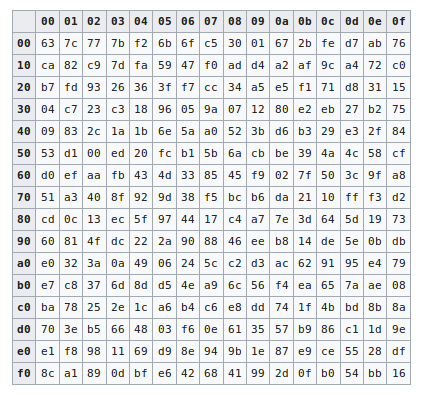 00 01 02 03 04 05 06 07 08 09 0a 0b 0c 0d 0e 0f
00 63 7c 77 7b f2 6b 6f c5 30 01 67 2b fe d7 ab 76
10 ca 82 c9 7d fa 59 47 f0 ad d4 a2 af 9c a4 72 c0
20 b7 fd 93 26 36 3f f7 cc 34 a5 e5 f1 71 d8 31 15
30 04 c7 23 c3 18 96 05 9a 07 12 80 e2 eb 27 b2 75
40 09 83 2c 1a 1b 6e 5a a0 52 3b d6 b3 29 e3 2f 84
50 53 d1 00 ed 20 fc b1 5b 6a cb be 39 4a 4c 58 cf
60 d0 ef aa fb 43 4d 33 85 45 f9 02 7f 50 3c 9f a8
70 51 a3 40 8f 92 9d 38 f5 bc b6 da 21 10 ff f3 d2
80 cd 0c 13 ec 5f 97 44 17 c4 a7 7e 3d 64 5d 19 73
90 60 81 4f dc 22 2a 90 88 46 ee b8 14 de 5e 0b db
a0 e0 32 3a 0a 49 06 24 5c c2 d3 ac 62 91 95 e4 79
b0 e7 c8 37 6d 8d d5 4e a9 6c 56 f4 ea 65 7a ae 08
c0 ba 78 25 2e 1c a6 b4 c6 e8 dd 74 1f 4b bd 8b 8a
d0 70 3e b5 66 48 03 f6 0e 61 35 57 b9 86 c1 1d 9e
e0 e1 f8 98 11 69 d9 8e 94 9b 1e 87 e9 ce 55 28 df
f0 8c a1 89 0d bf e6 42 68 41 99 2d 0f b0 54 bb 16